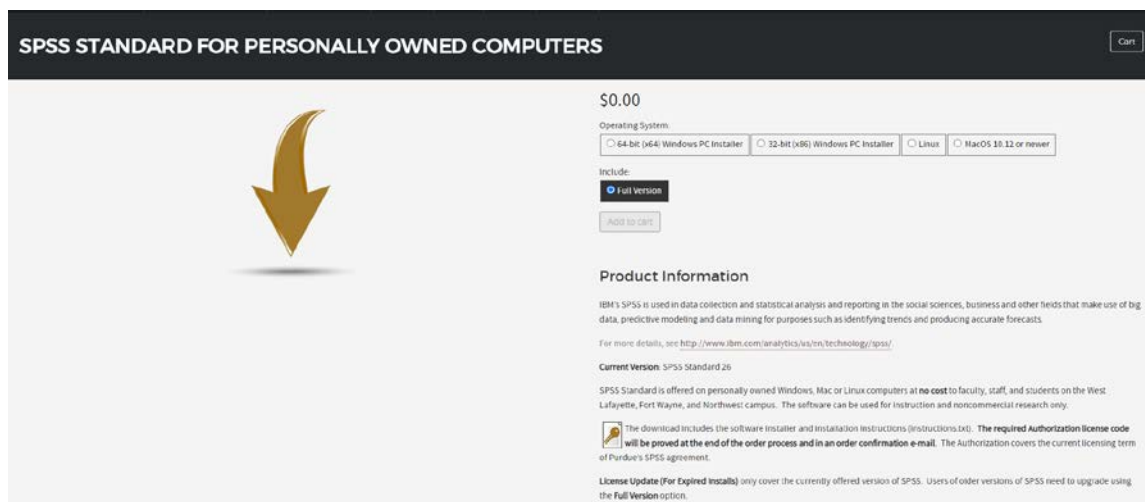 SPSS STANDARD FOR PERSONALLY OWNED COMPUTERS
Cart
$0.00
Operating System:
64-bit (x64) Windows PC Installer
32-bit (x86) Windows PC Installer
Linux
MacOS 10.12 or newer
Include:
Full Version
Add to cart
Product Information
IBM's SPSS is used in data collection and statistical analysis and reporting in the social sciences, business and other fields that make use of big
data, predictive modeling and data mining for purposes such as identifying trends and producing accurate forecasts.
For more details, see http://www.ibm.com/analytics/us/en/technology/spss/.
Current Version: SPSS Standard 26
SPSS Standard is offered on personally owned Windows, Mac or Linux computers at no cost to faculty, staff, and students on the West
Lafayette, Fort Wayne, and Northwest campus. The software can be used for instruction and noncommercial research only.
The download includes the software installer and installation instructions (instructions.txt). The required Authorization license code
will be proved at the end of the order process and in an order confirmation e-mail. The Authorization covers the current licensing term
of Purdue's SPSS agreement.
License Update (For Expired Installs) only cover the currently offered version of SPSS. Users of older versions of SPSS need to upgrade using
the Full Version option.